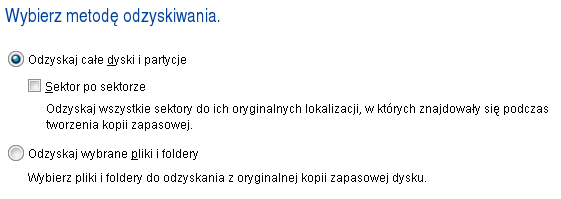 Wybierz metodę odzyskiwania.
Odzyskaj całe dyski i partycje
Sektor po sektorze
Odzyskaj wszystkie sektory do ich oryginalnych lokalizacji, w których znajdowały się podczas
tworzenia kopii zapasowej.
Odzyskaj wybrane pliki i foldery
Wybierz pliki i foldery do odzyskania z oryginalnej kopii zapasowej dysku.